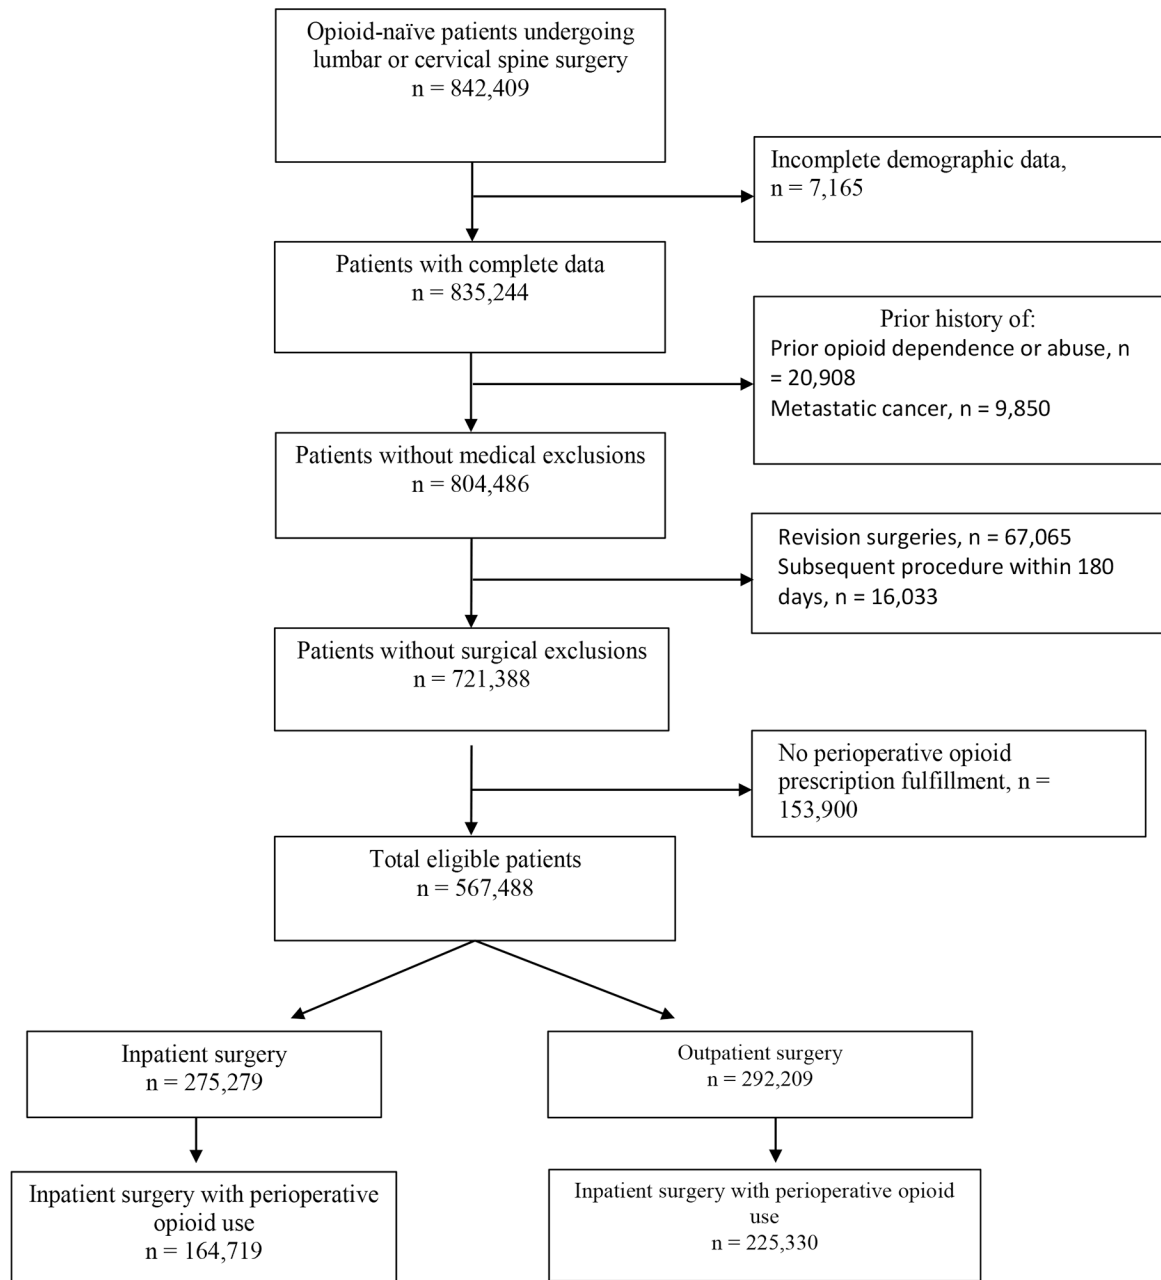 Opioid-naïve patients undergoing
lumbar or cervical spine surgery
n = 842,409
Incomplete demographic data,
n = 7,165
Patients with complete data
n = 835,244
Prior history of:
Prior opioid dependence or abuse, n
= 20,908
Metastatic cancer, n = 9,850
Patients without medical exclusions
n = 804,486
Revision surgeries, n = 67,065
Subsequent procedure within 180
days, n = 16,033
Patients without surgical exclusions
n = 721,388
No perioperative opioid
prescription fulfillment, n =
153,900
Total eligible patients
n = 567,488
Inpatient surgery
n = 275,279
Outpatient surgery
n = 292,209
Inpatient surgery with perioperative
opioid use
n = 164,719
Inpatient surgery with perioperative opioid
use
n = 225,330